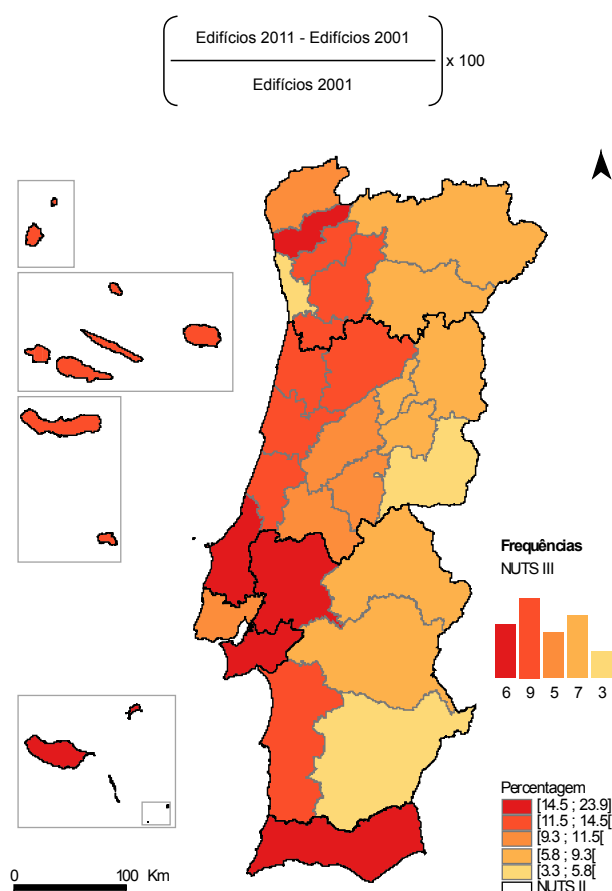 Edifícios 2011 - Edifícios 2001
x 100
Edifícios 2001
Frequências
NUTS III
6 9 5 7 3
Percentagem
[14.5 ; 23.9]
[11.5 ; 14.5[
[9.3 ; 11.5[
[5.8 ; 9.3[
[3.3 ; 5.8[
NUTS II
0 100 Km